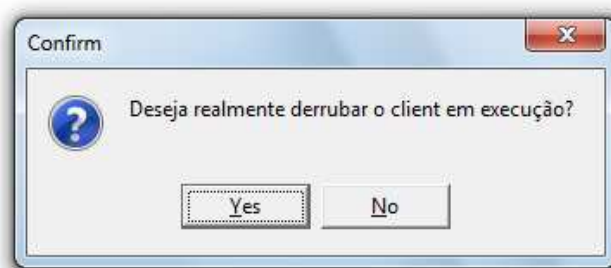 Confirm
Deseja realmente derrubar o client em execução?
Yes
No